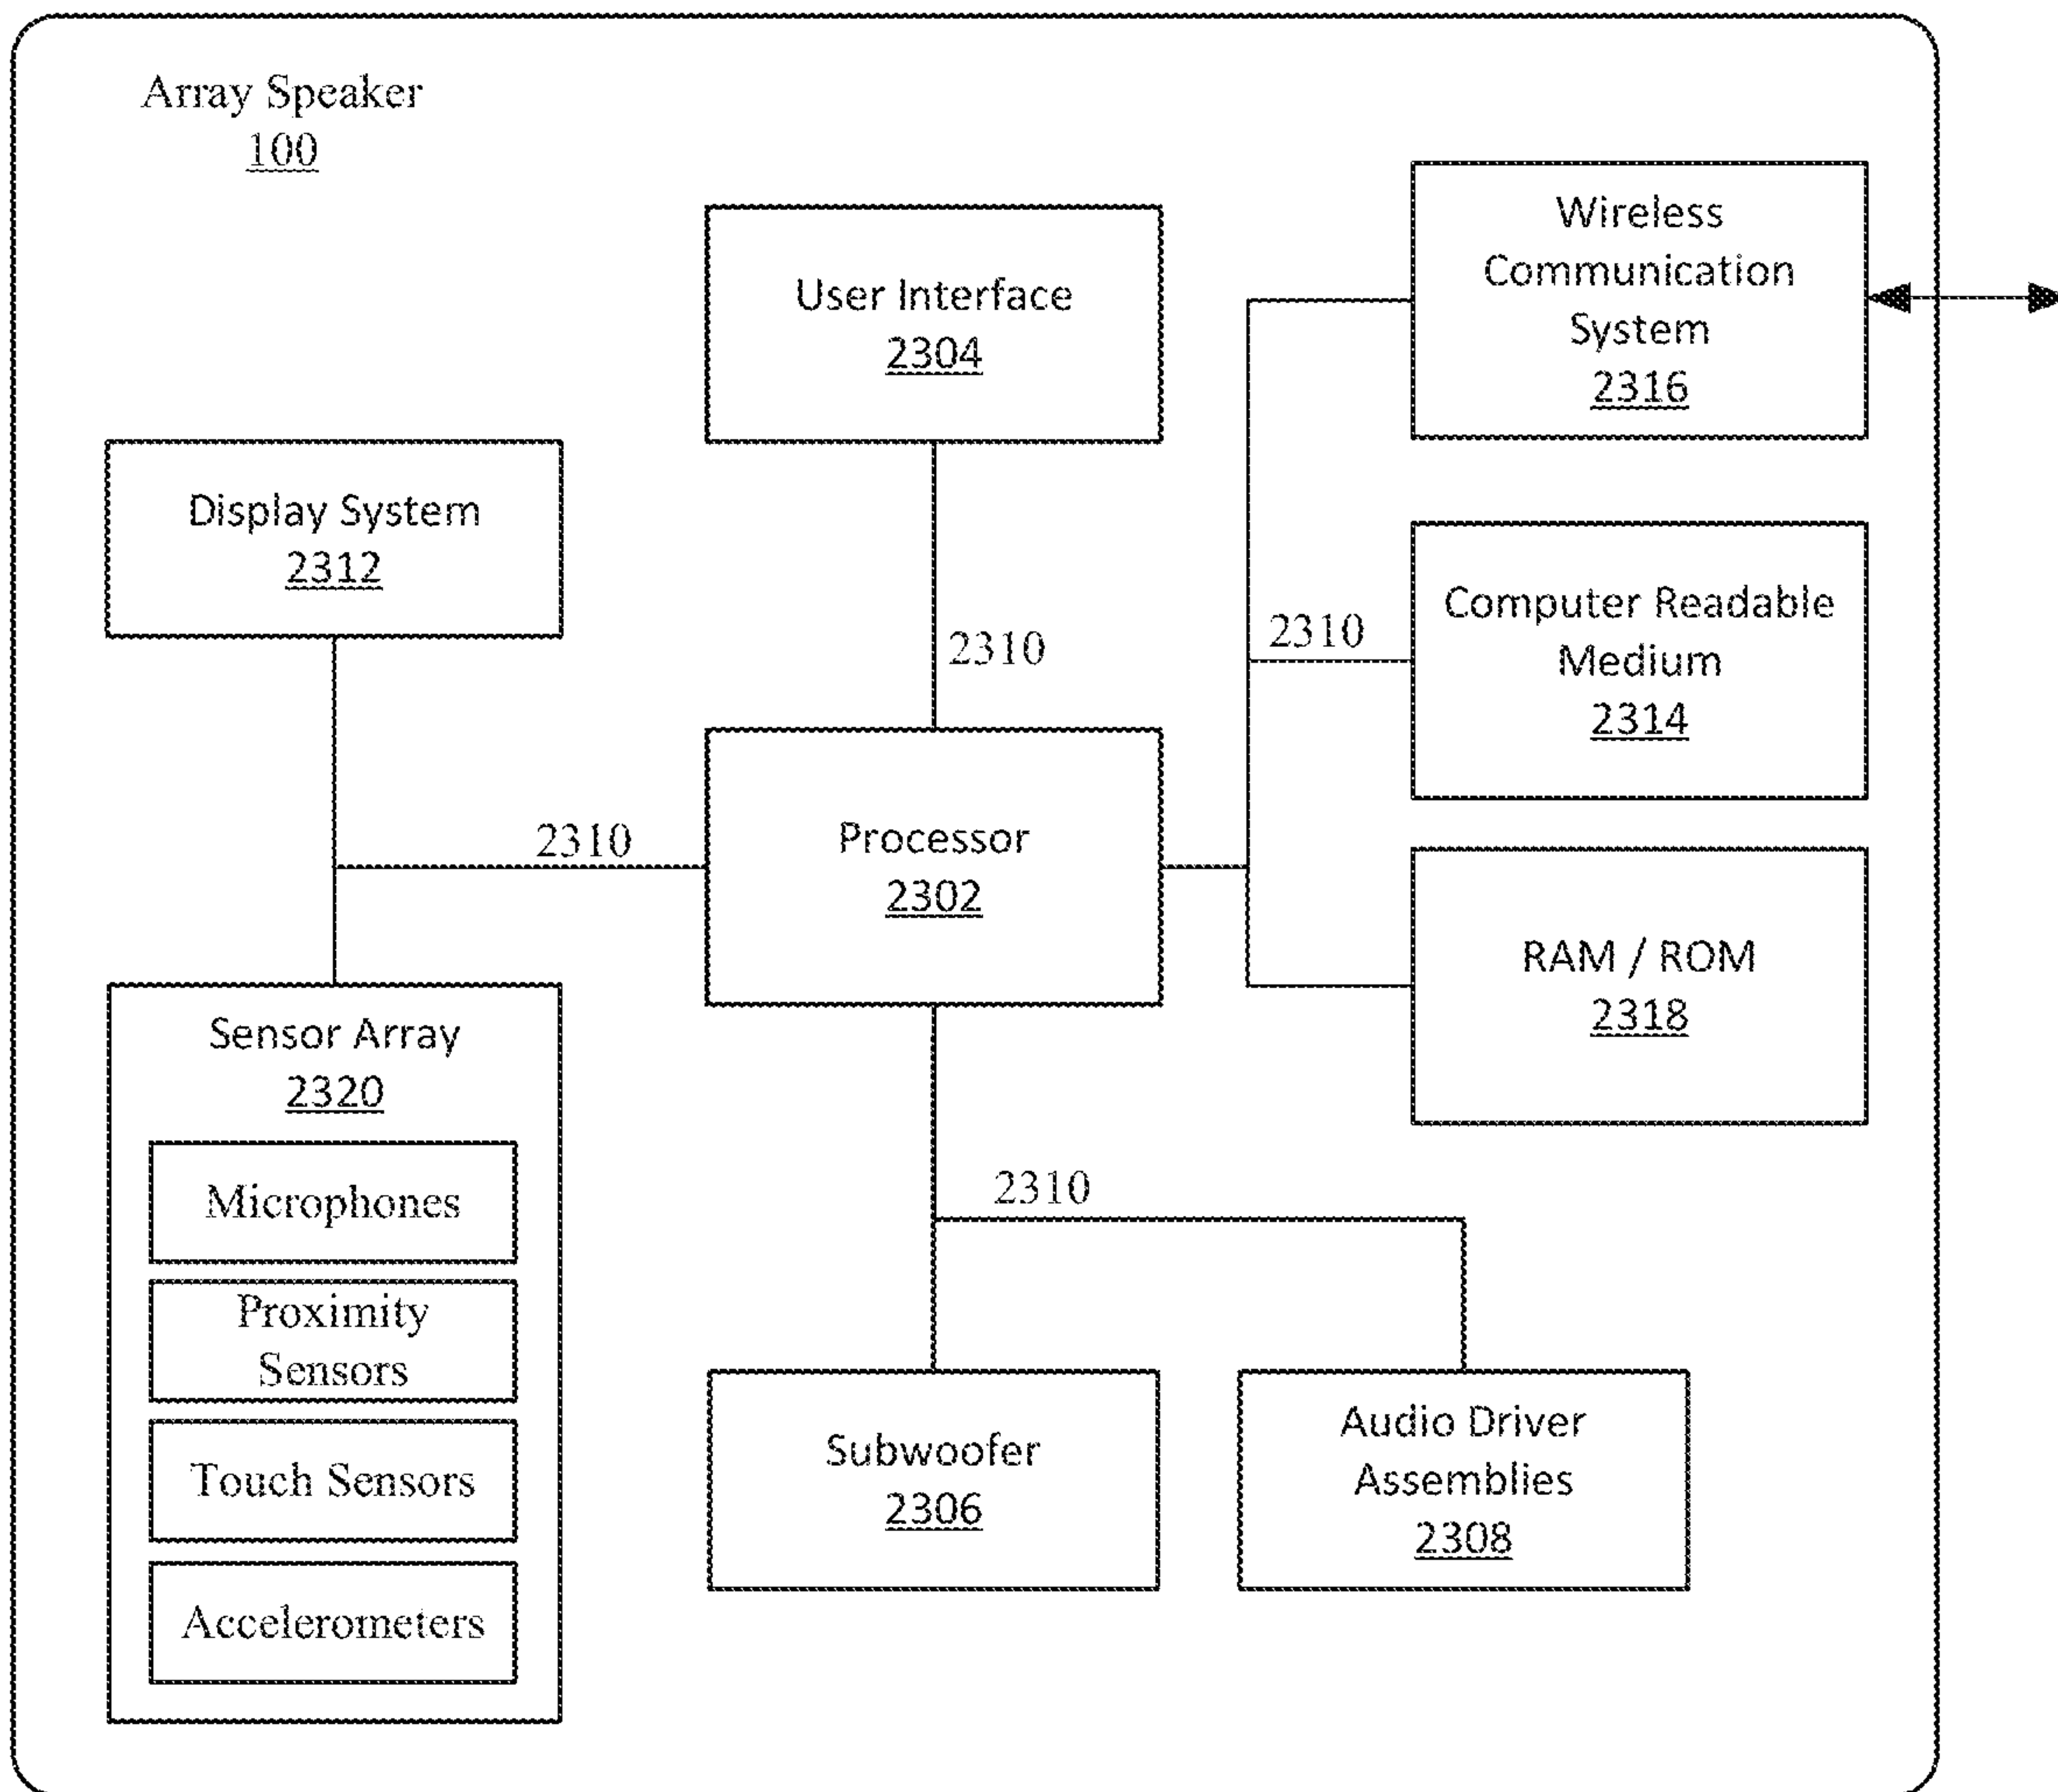 Array Speaker
100
Wireless
Communication
System
2316
User Interface
2304
Display System
2312
Computer Readable
Medium
2314
2310
2310
2310
Processor
2302
RAM / ROM
2318
Sensor Array
2320
Microphones
Proximity
Sensors
Touch Sensors
Accelerometers
2310
Subwoofer
2306
Audio Driver
Assemblies
2308